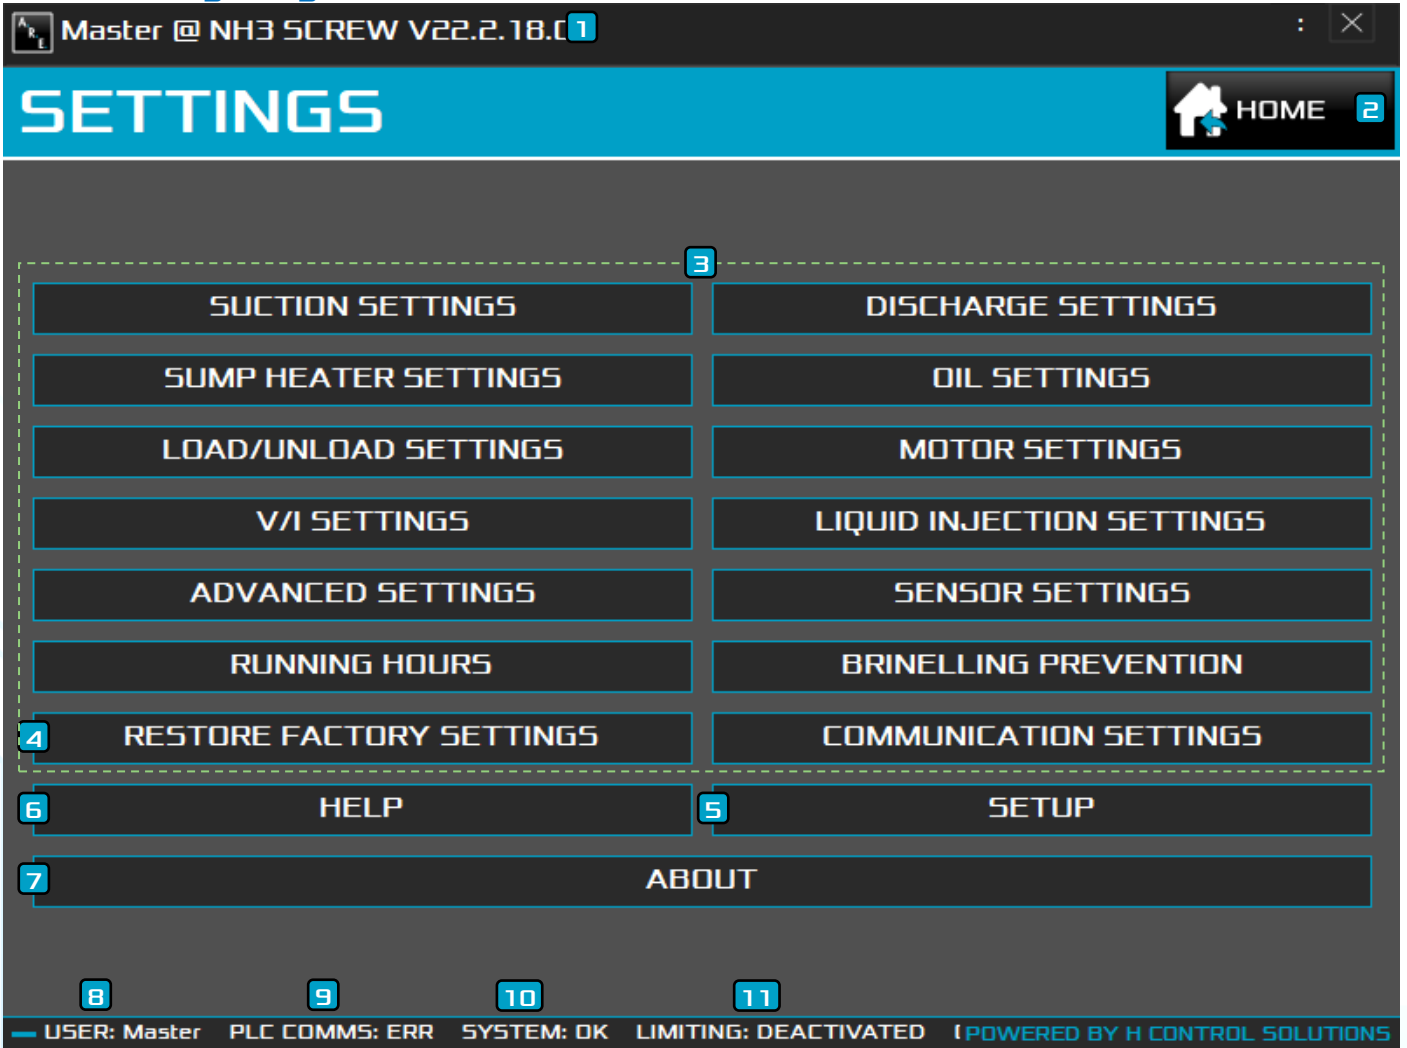 A.R.E Master @ NH3 SCREW V22.2.18. 1 :
SETTINGS
HOME 2
3
SUCTION SETTINGS DISCHARGE SETTINGS
SUMP HEATER SETTINGS OIL SETTINGS
LOAD/UNLOAD SETTINGS MOTOR SETTINGS
V/I SETTINGS LIQUID INJECTION SETTINGS
ADVANCED SETTINGS SENSOR SETTINGS
RUNNING HOURS BRINELLING PREVENTION
4 RESTORE FACTORY SETTINGS COMMUNICATION SETTINGS
6 HELP 5 SETUP
7 ABOUT
8 9 10 11
USER: Master PLC COMMS: ERR SYSTEM: OK LIMITING: DEACTIVATED POWERED BY H CONTROL SOLUTIONS